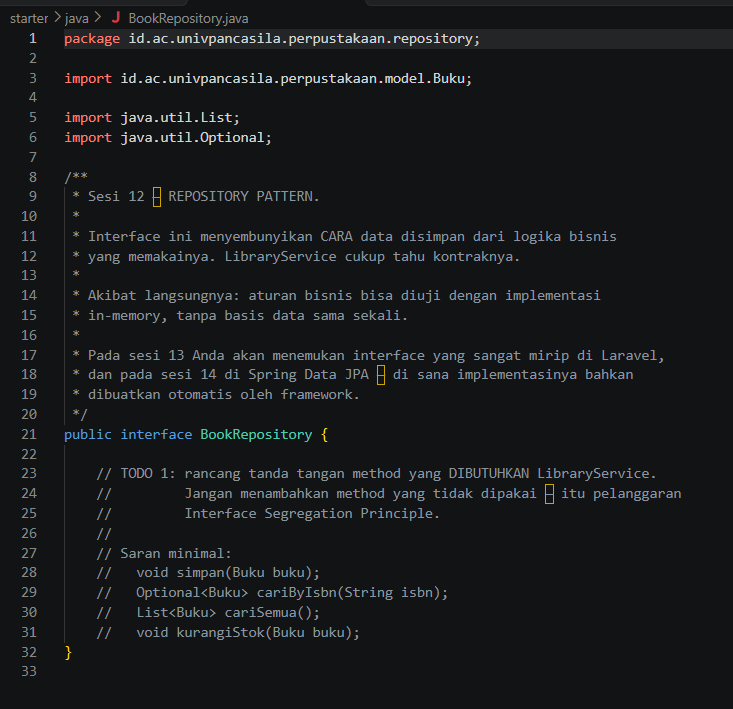 starter > java > J BookRepository.java
1 package id.ac.univpancasila.perpustakaan.repository;
2
3 import id.ac.univpancasila.perpustakaan.model.Buku;
4
5 import java.util.List;
6 import java.util.Optional;
7
8 /**
9  * Sesi 12 — REPOSITORY PATTERN.
10  *
11  * Interface ini menyembunyikan CARA data disimpan dari logika bisnis
12  * yang memakainya. LibraryService cukup tahu kontraknya.
13  *
14  * Akibat langsungnya: aturan bisnis bisa diuji dengan implementasi
15  * in-memory, tanpa basis data sama sekali.
16  *
17  * Pada sesi 13 Anda akan menemukan interface yang sangat mirip di Laravel,
18  * dan pada sesi 14 di Spring Data JPA — di sana implementasinya bahkan
19  * dibuatkan otomatis oleh framework.
20  */
21 public interface BookRepository {
22
23     // TODO 1: rancang tanda tangan method yang DIBUTUHKAN LibraryService.
24     //         Jangan menambahkan method yang tidak dipakai — itu pelanggaran
25     //         Interface Segregation Principle.
26     //
27     // Saran minimal:
28     //   void simpan(Buku buku);
29     //   Optional<Buku> cariByIsbn(String isbn);
30     //   List<Buku> cariSemua();
31     //   void kurangiStok(Buku buku);
32 }
33